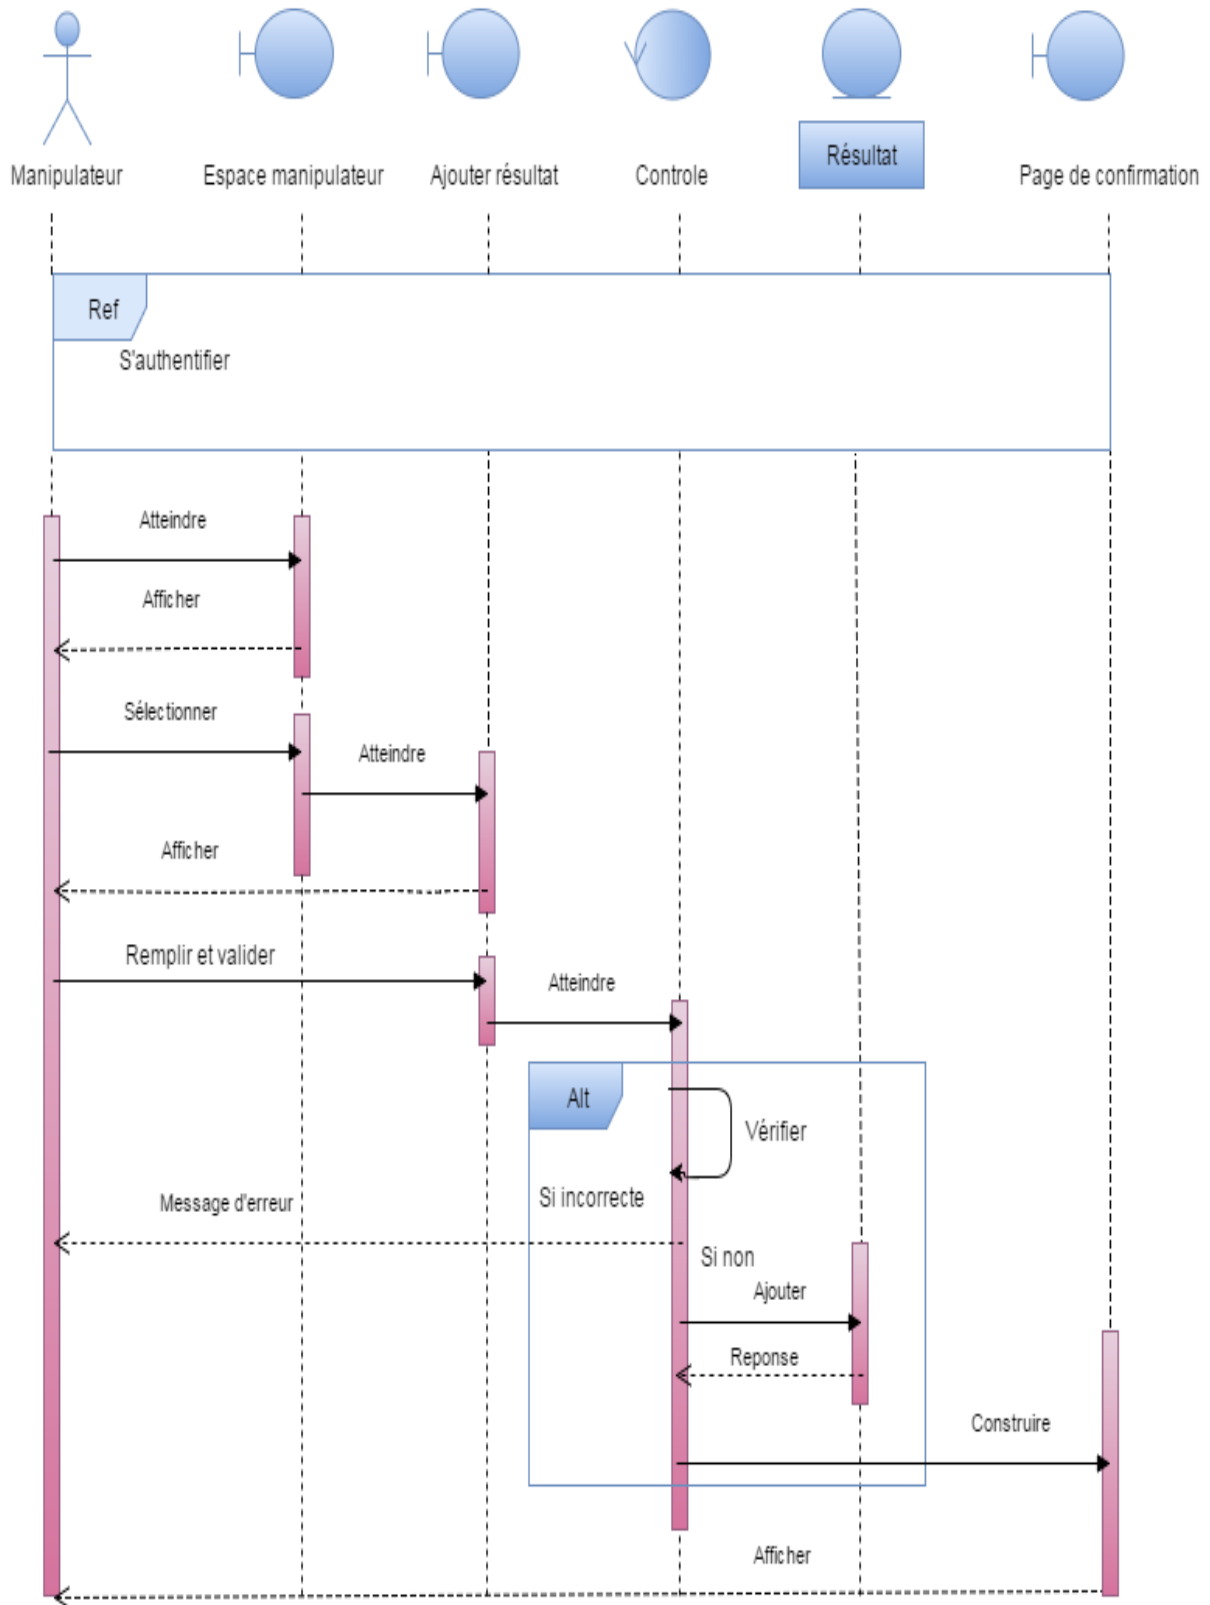 Manipulateur
Espace manipulateur
Ajouter résultat
Controle
Résultat
Page de confirmation
Ref
S'authentifier
Atteindre
Afficher
Sélectionner
Atteindre
Afficher
Remplir et valider
Atteindre
Alt
Vérifier
Si incorrecte
Message d'erreur
Si non
Ajouter
Reponse
Construire
Afficher